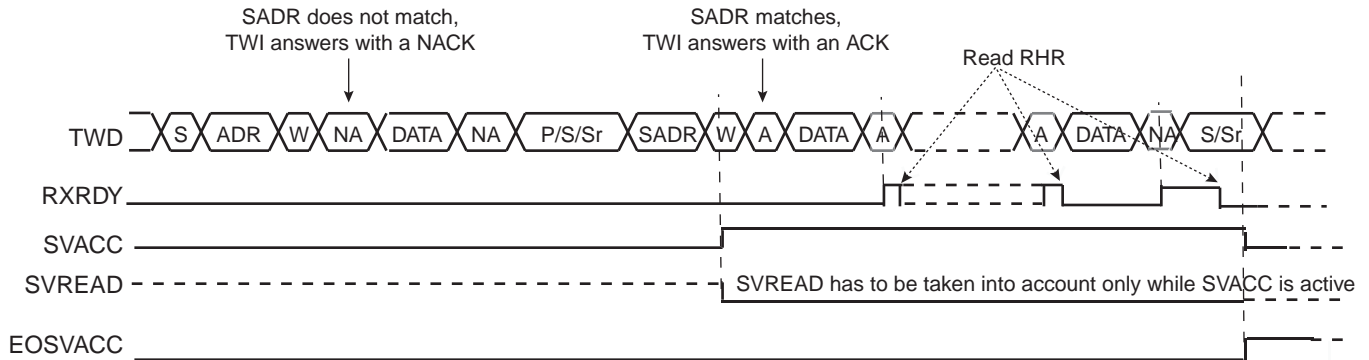 SADR does not match,
TWI answers with a NACK
SADR matches,
TWI answers with an ACK
Read RHR
TWD S ADR W NA DATA NA P/S/Sr SADR W A DATA A A DATA NA S/Sr
RXRDY
SVACC
SVREAD SVREAD has to be taken into account only while SVACC is active
EOSVACC